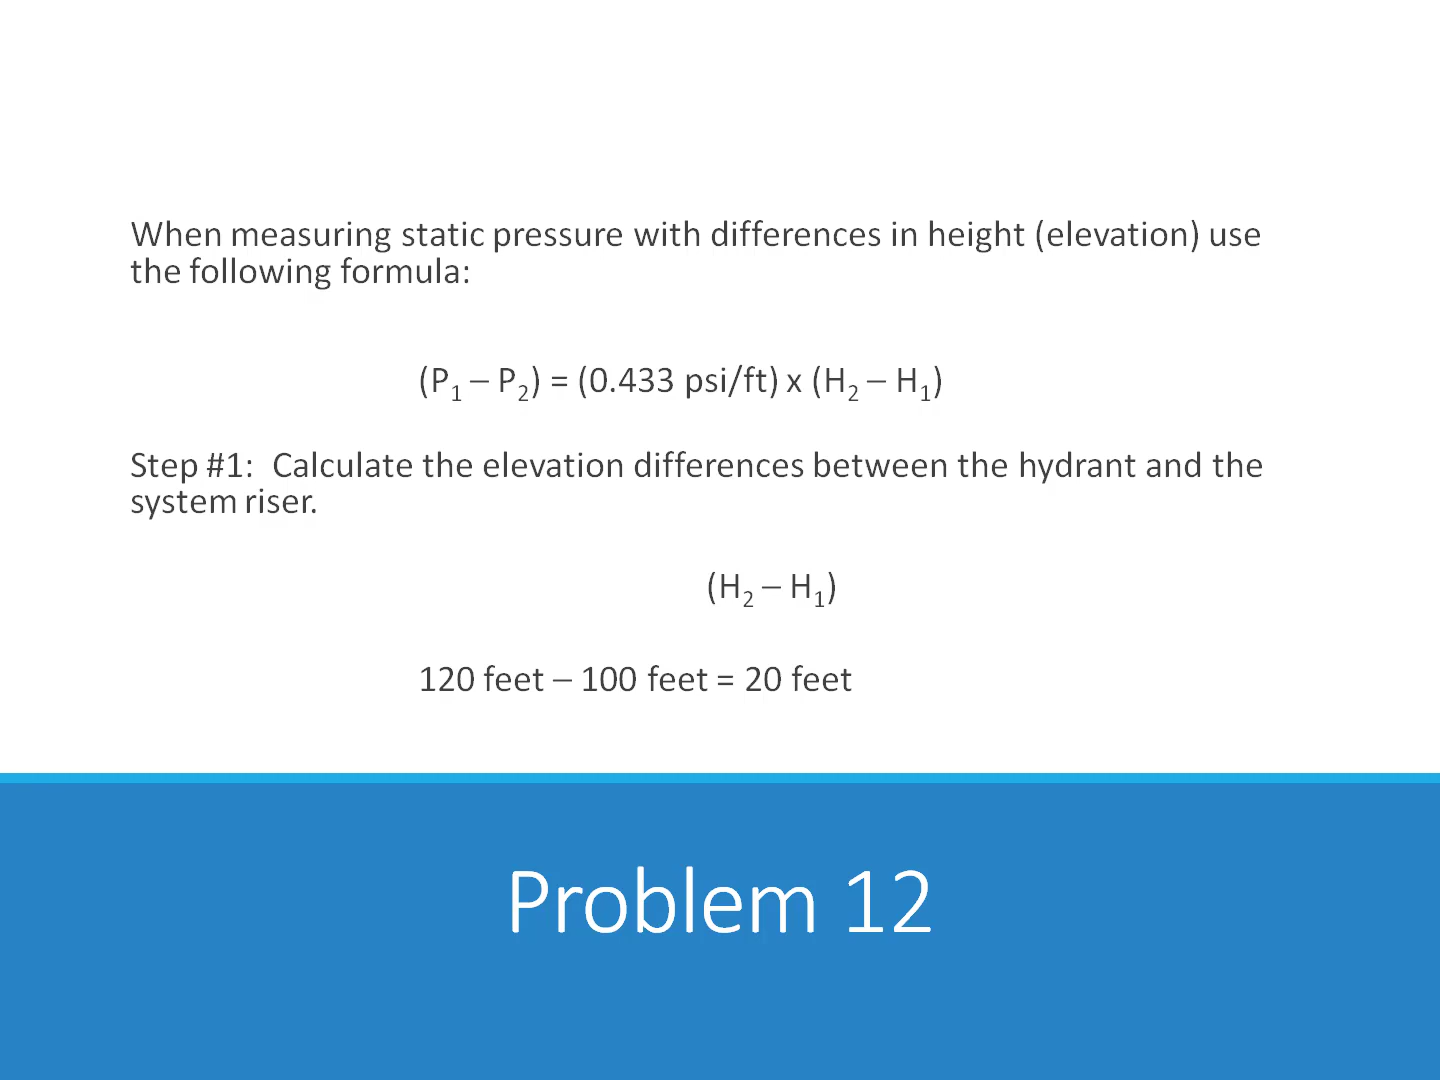 When measuring static pressure with differences in height (elevation) use
the following formula:
(P₁ – P₂) = (0.433 psi/ft) x (H₂ – H₁)
Step #1:  Calculate the elevation differences between the hydrant and the
system riser.
(H₂ – H₁)
120 feet – 100 feet = 20 feet
Problem 12